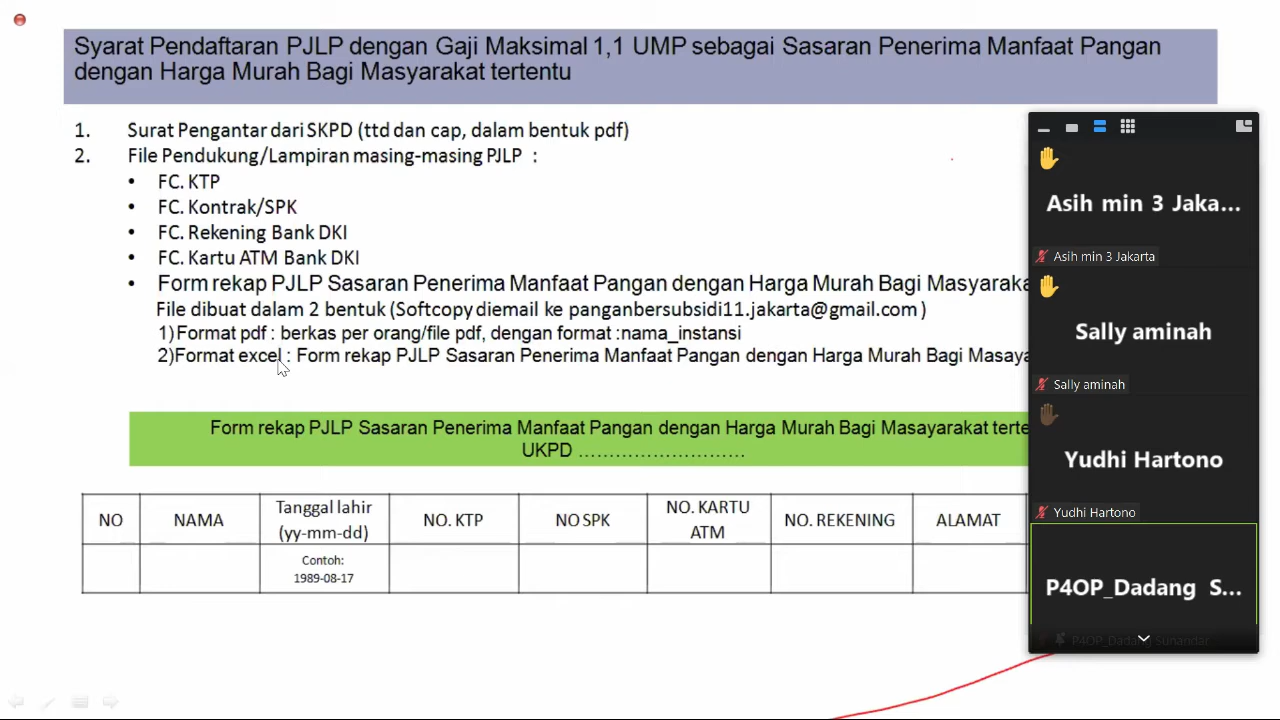 Syarat Pendaftaran PJLP dengan Gaji Maksimal 1,1 UMP sebagai Sasaran Penerima Manfaat Pangan
dengan Harga Murah Bagi Masyarakat tertentu
1. Surat Pengantar dari SKPD (ttd dan cap, dalam bentuk pdf)
2. File Pendukung/Lampiran masing-masing PJLP :
• FC. KTP
• FC. Kontrak/SPK
• FC. Rekening Bank DKI
• FC. Kartu ATM Bank DKI
• Form rekap PJLP Sasaran Penerima Manfaat Pangan dengan Harga Murah Bagi Masyaraka
File dibuat dalam 2 bentuk (Softcopy diemail ke panganbersubsidi11.jakarta@gmail.com )
1)Format pdf : berkas per orang/file pdf, dengan format :nama_instansi
2)Format excel : Form rekap PJLP Sasaran Penerima Manfaat Pangan dengan Harga Murah Bagi Masaya
Form rekap PJLP Sasaran Penerima Manfaat Pangan dengan Harga Murah Bagi Masayarakat terte
UKPD ……………………..
NO NAMA Tanggal lahir (yy-mm-dd) NO. KTP NO SPK NO. KARTU ATM NO. REKENING ALAMAT
Contoh:
1989-08-17
Asih min 3 Jaka...
Asih min 3 Jakarta
Sally aminah
Sally aminah
Yudhi Hartono
Yudhi Hartono
P4OP_Dadang S...
P4OP_Dadang Sunandar